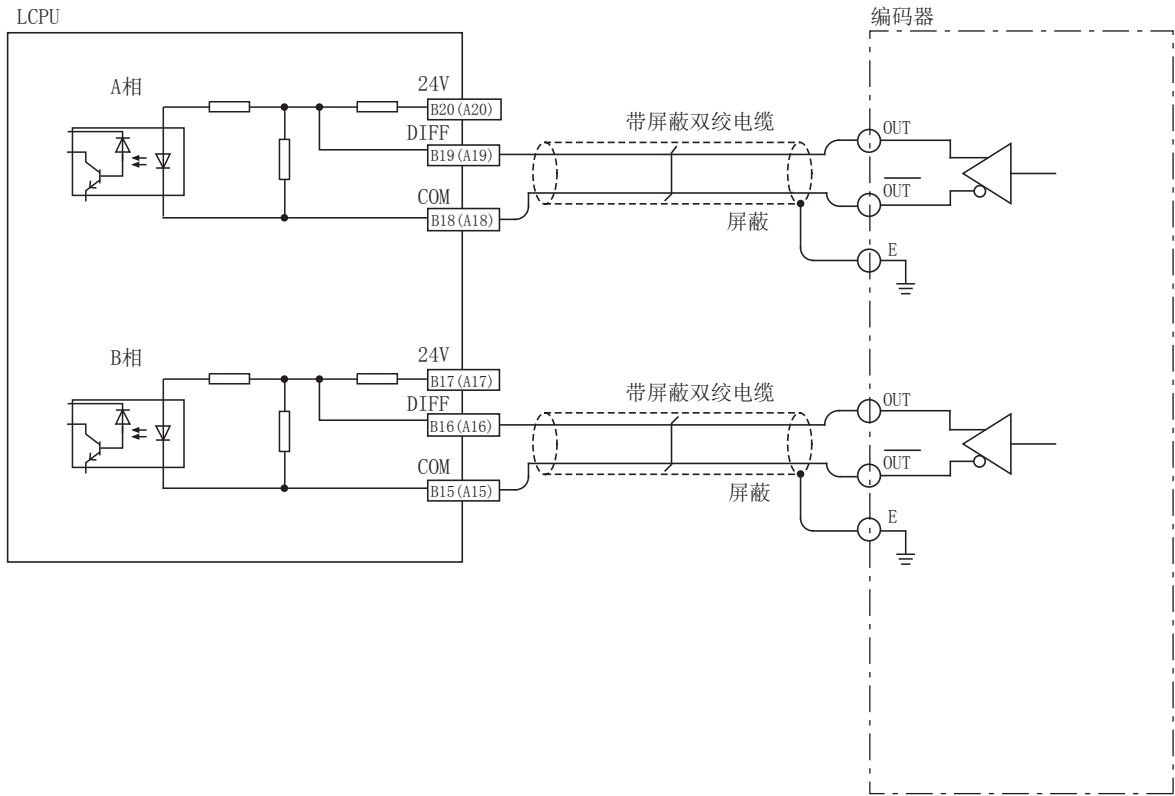 LCPU
编码器
A相
24V
B20(A20)
DIFF
B19(A19)
COM
B18(A18)
带屏蔽双绞电缆
屏蔽
OUT
OUT
E
B相
24V
B17(A17)
DIFF
B16(A16)
COM
B15(A15)
带屏蔽双绞电缆
屏蔽
OUT
OUT
E